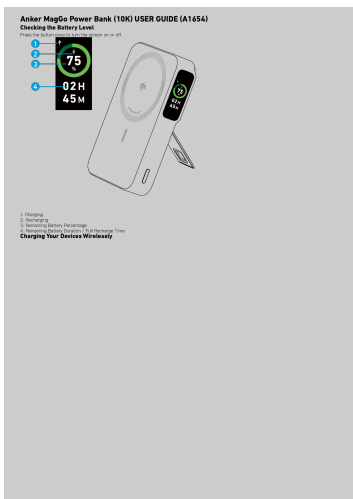 Anker MagGo Power Bank (10K) USER GUIDE (A1654)
Checking the Battery Level
Press the button once to turn the screen on or off.
1
2
3
4
75
%
02H
45M
75
%
02H
45M
1. Charging
2. Recharging
3. Remaining Battery Percentage
4. Remaining Battery Duration / Full Recharge Time
Charging Your Devices Wirelessly